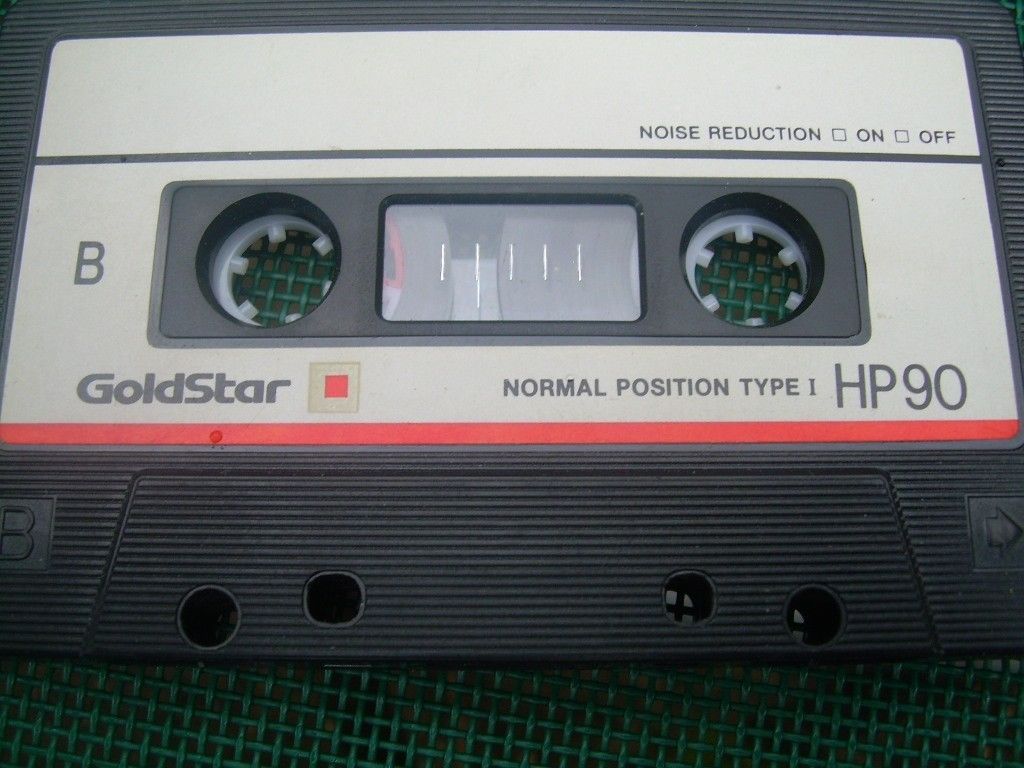 NOISE REDUCTION □ ON □ OFF
B
GoldStar
NORMAL POSITION TYPE I HP90
B